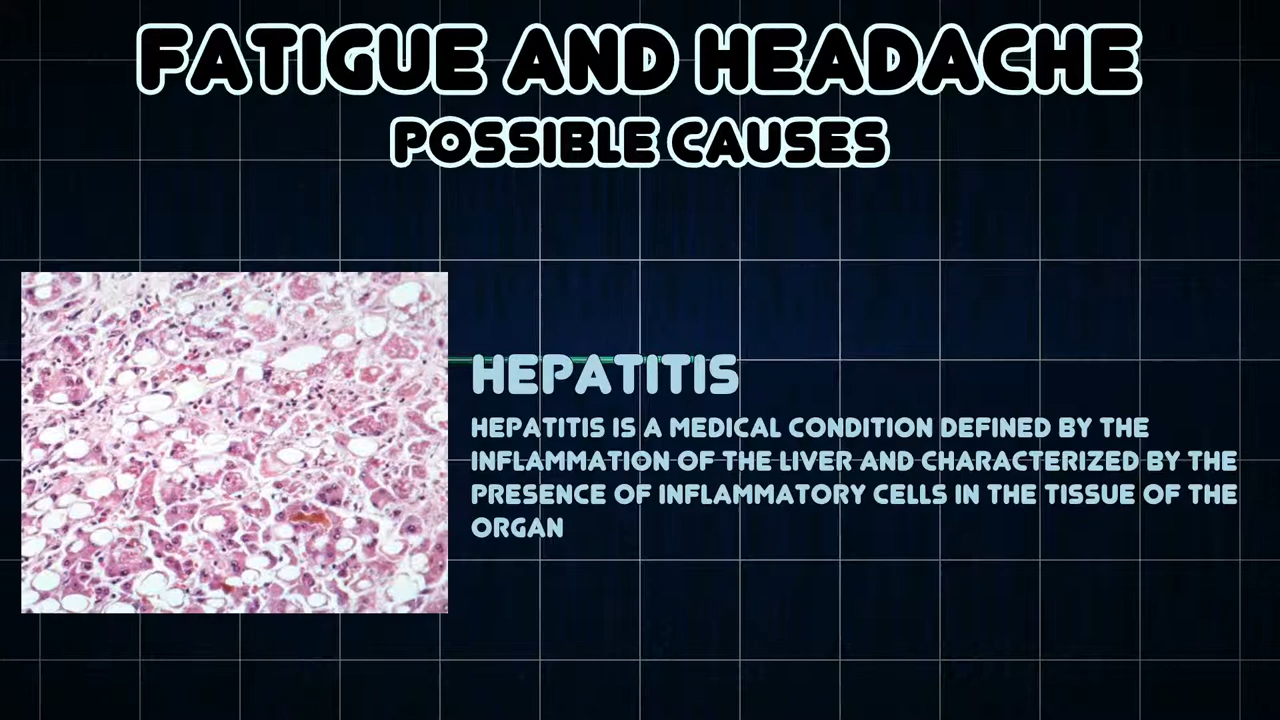 FATIGUE AND HEADACHE
POSSIBLE CAUSES
HEPATITIS
HEPATITIS IS A MEDICAL CONDITION DEFINED BY THE
INFLAMMATION OF THE LIVER AND CHARACTERIZED BY THE
PRESENCE OF INFLAMMATORY CELLS IN THE TISSUE OF THE
ORGAN